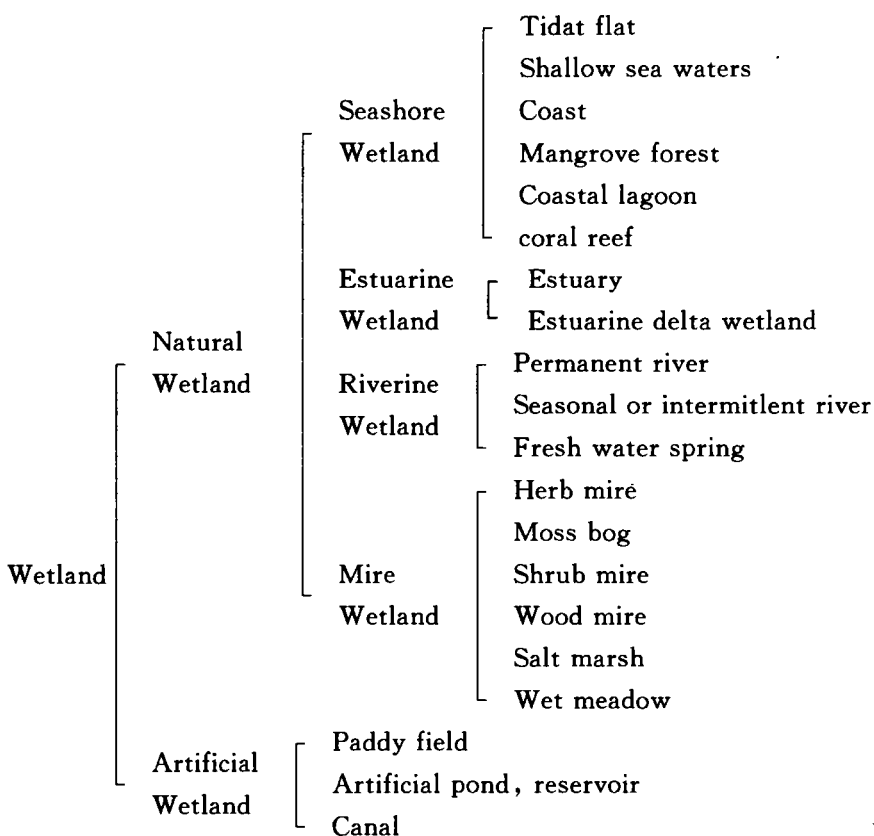 Tidat flat
Shallow sea waters
Seashore Coast
Wetland Mangrove forest
Coastal lagoon
coral reef
Estuarine Estuary
Wetland Estuarine delta wetland
Natural
Wetland
Permanent river
Riverine Seasonal or intermitlent river
Wetland Fresh water spring
Herb mire
Moss bog
Wetland Mire Shrub mire
Wetland Wood mire
Salt marsh
Wet meadow
Paddy field
Artificial Artificial pond, reservoir
Wetland Canal